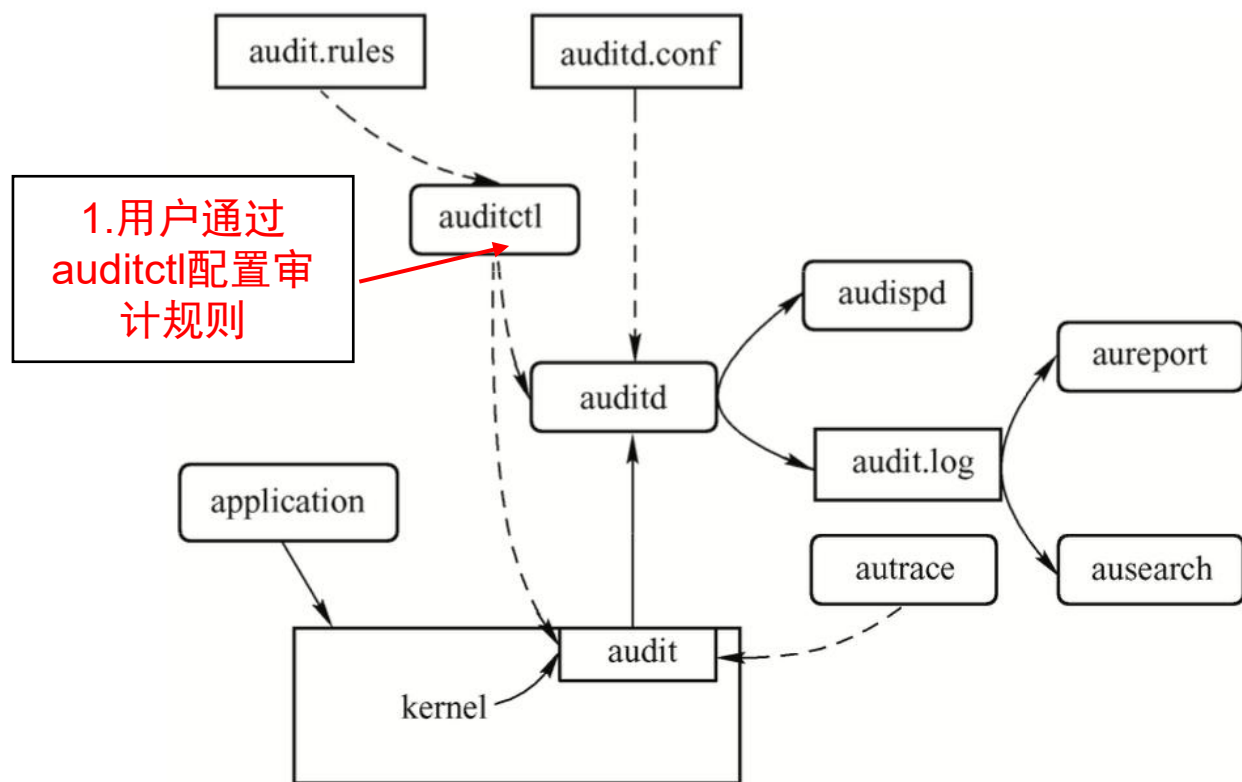 audit.rules
auditd.conf
1.用户通过
auditctl配置审
计规则
auditctl
audispd
aureport
auditd
audit.log
application
autrace
ausearch
audit
kernel